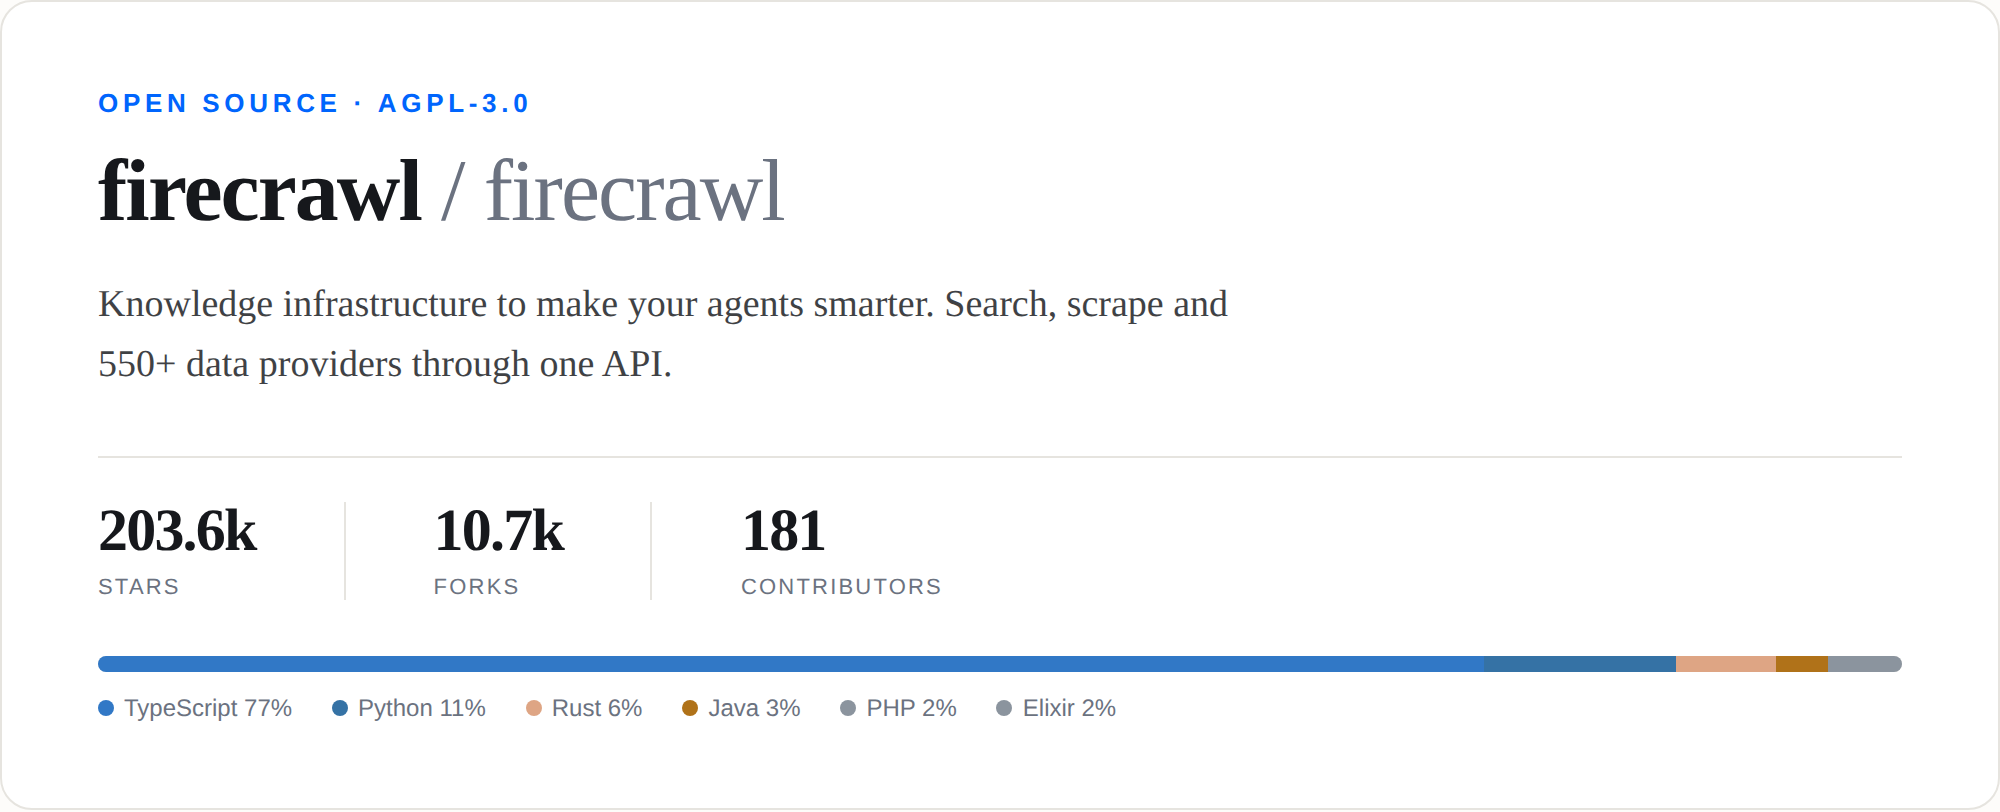 OPEN SOURCE · AGPL-3.0
firecrawl / firecrawl
Knowledge infrastructure to make your agents smarter. Search, scrape and
550+ data providers through one API.
203.6k
STARS
10.7k
FORKS
181
CONTRIBUTORS
TypeScript 77%
Python 11%
Rust 6%
Java 3%
PHP 2%
Elixir 2%